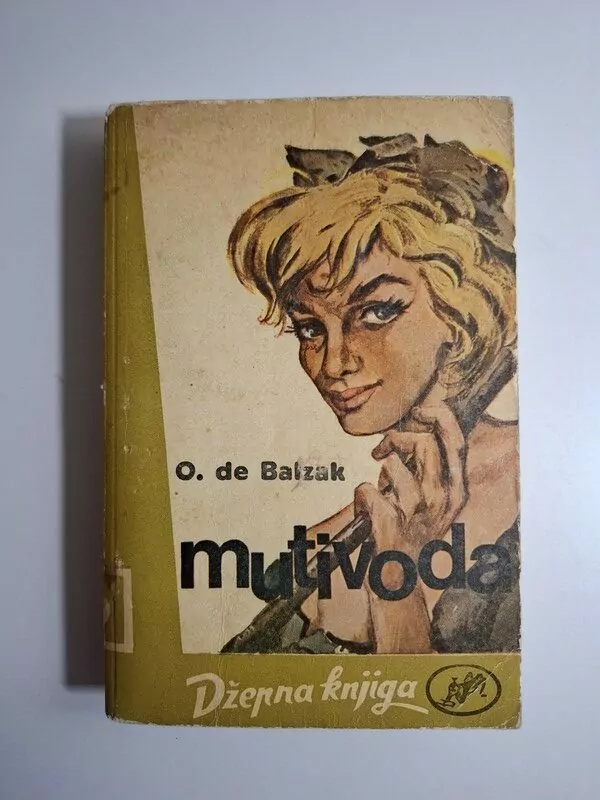 O. de Balzak
mutivoda
Džepna knjiga